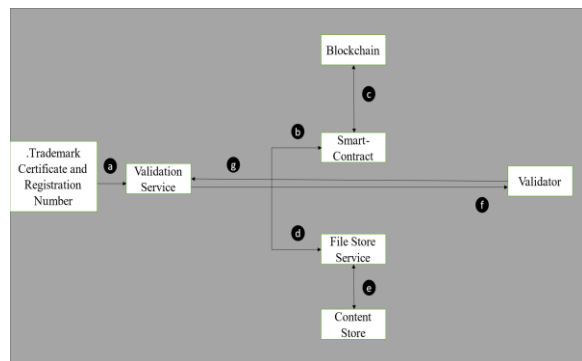 Blockchain
c
b
Smart-
Contract
.Trademark
Certificate and
Registration
Number
a
Validation
Service
g
Validator
f
d
File Store
Service
e
Content
Store